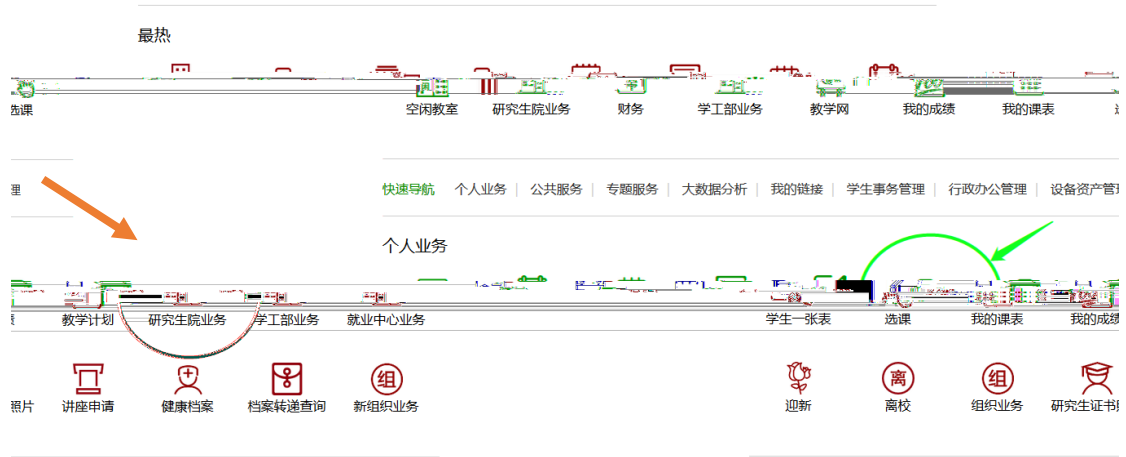 最热
选课 空闲教室 研究生院业务 财务 学工部业务 教学网 我的成绩 我的课表
理 快速导航 个人业务 公共服务 专题服务 大数据分析 我的链接 学生事务管理 行政办公管理 设备资产管
个人业务
教学计划 研究生院业务 学工部业务 就业中心业务 学生一张表 选课 我的课表 我的成绩
组 离 组
照片 讲座申请 健康档案 档案转递查询 新组织业务 迎新 离校 组织业务 研究生证书